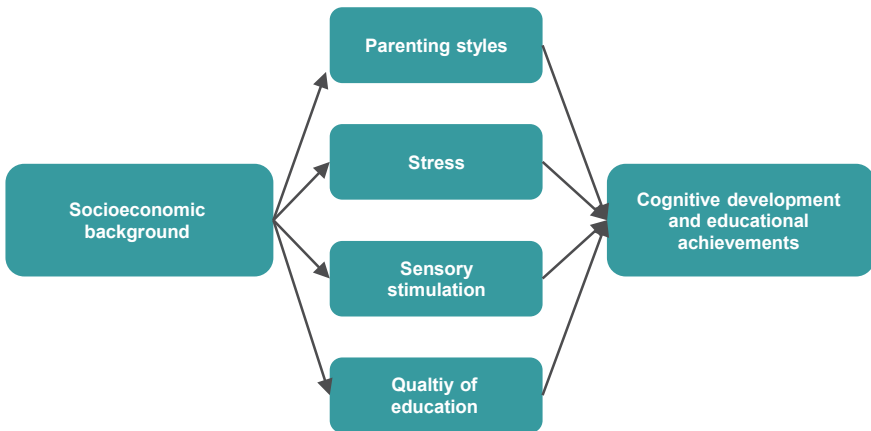 Parenting styles
Stress
Socioeconomic
background
Cognitive development
and educational
achievements
Sensory
stimulation
Qualtiy of
education